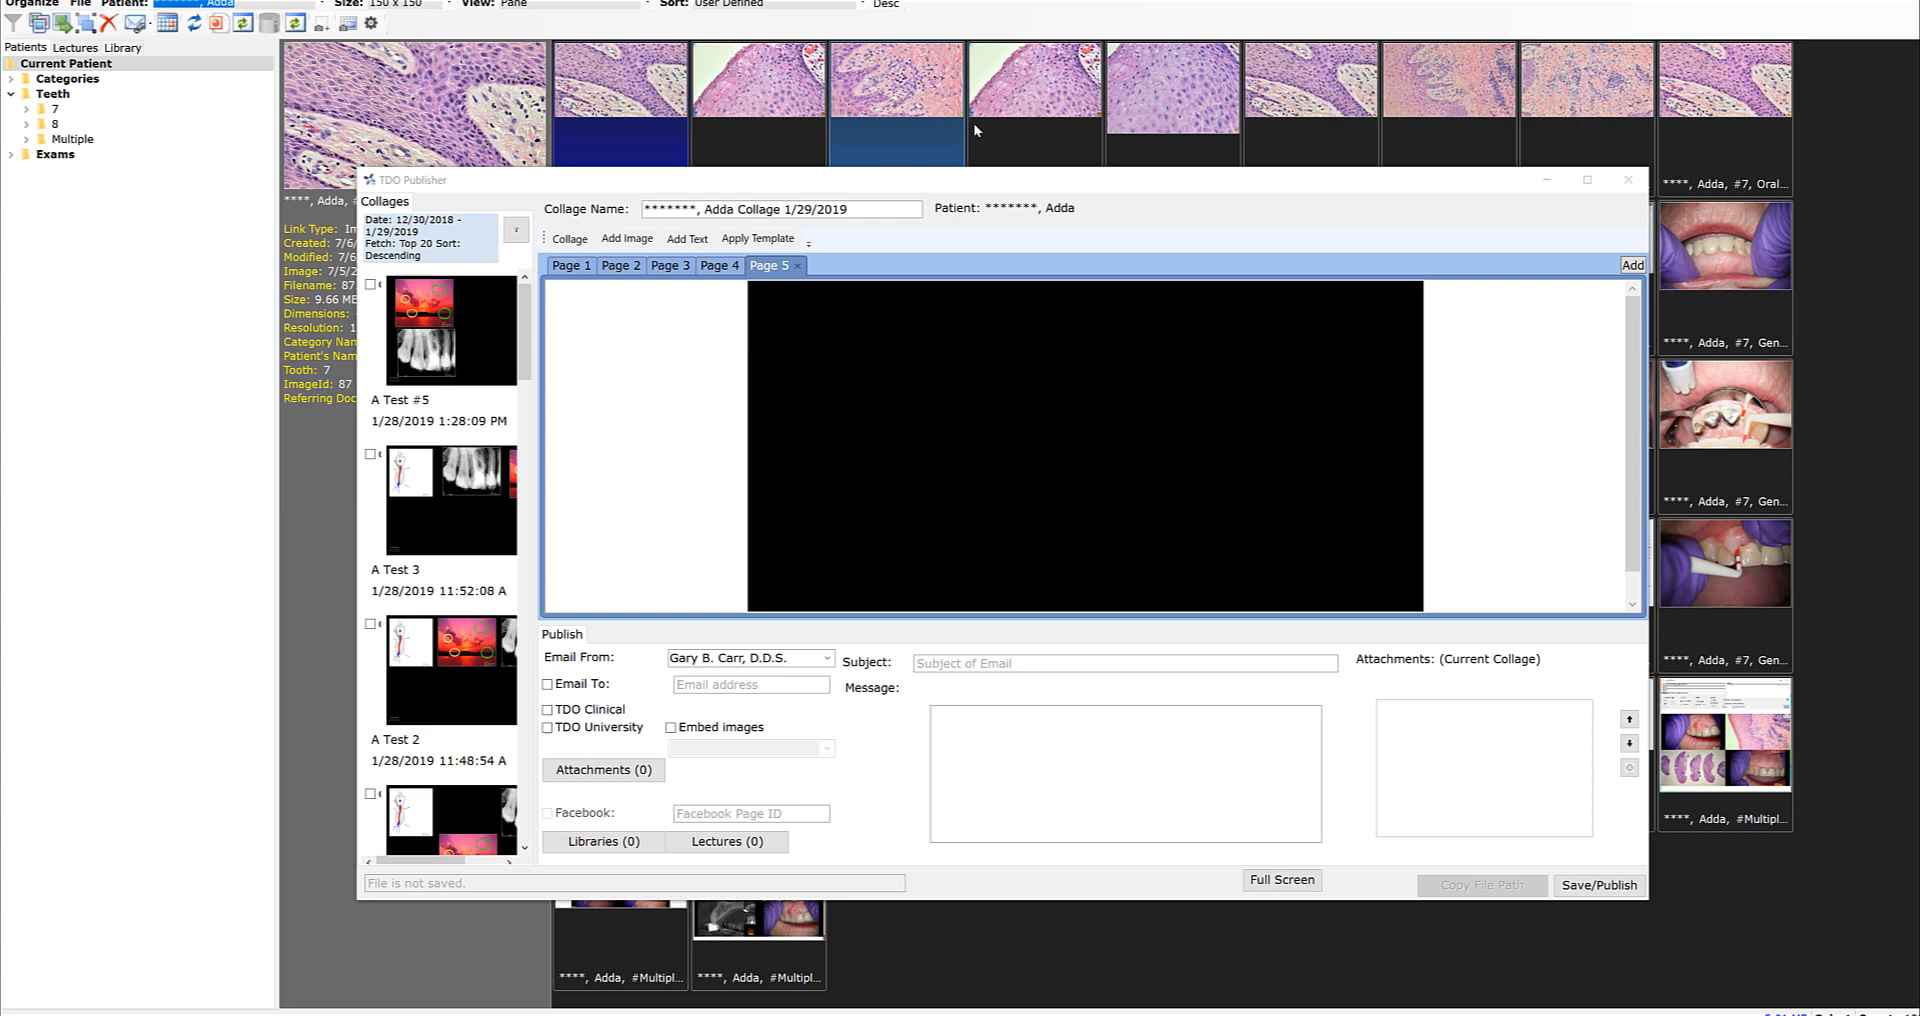 Organize File Patient: *******, Adda Size: 150 x 150 View: Pane Sort: User Defined Desc
Patients Lectures Library
Current Patient
Categories
Teeth
7
8
Multiple
Exams
****, Adda, #
Link Type: Im
Created: 7/6/
Modified: 7/6
Image: 7/5/2
Filename: 87.
Size: 9.66 ME
Dimensions:
Resolution: 1
Category Nam
Patient's Nam
Tooth: 7
ImageId: 87
Referring Doc
****, Adda, #7, Oral...
****, Adda, #7, Gen...
****, Adda, #7, Gen...
****, Adda, #7, Gen...
****, Adda, #Multipl...
****, Adda, #Multipl...
****, Adda, #Multipl...
TDO Publisher
Collages
Date: 12/30/2018 -
1/29/2019
Fetch: Top 20 Sort:
Descending
A Test #5
1/28/2019 1:28:09 PM
A Test 3
1/28/2019 11:52:08 A
A Test 2
1/28/2019 11:48:54 A
Collage Name: *******, Adda Collage 1/29/2019 Patient: *******, Adda
Collage Add Image Add Text Apply Template
Page 1 Page 2 Page 3 Page 4 Page 5 × Add
Publish
Email From: Gary B. Carr, D.D.S. Subject: Subject of Email Attachments: (Current Collage)
Email To: Email address Message:
TDO Clinical
TDO University Embed images
Attachments (0)
Facebook: Facebook Page ID
Libraries (0) Lectures (0)
File is not saved. Full Screen Copy File Path Save/Publish